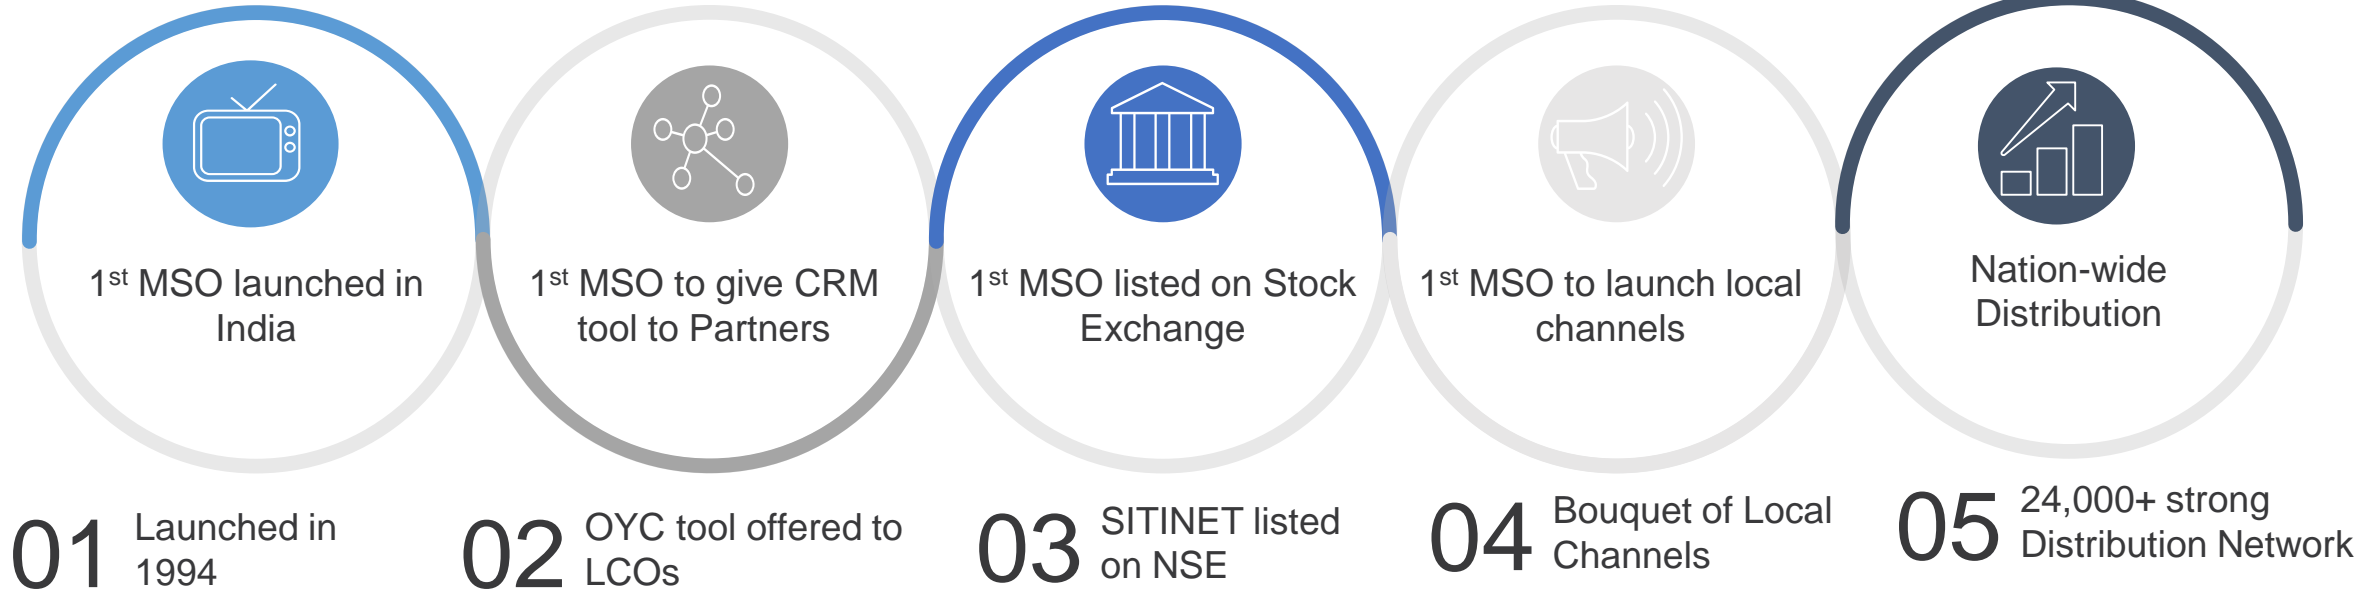 1st MSO launched in
India
1st MSO to give CRM
tool to Partners
1st MSO listed on Stock
Exchange
1st MSO to launch local
channels
Nation-wide
Distribution
01 Launched in
1994
02 OYC tool offered to
LCOs
03 SITINET listed
on NSE
04 Bouquet of Local
Channels
05 24,000+ strong
Distribution Network